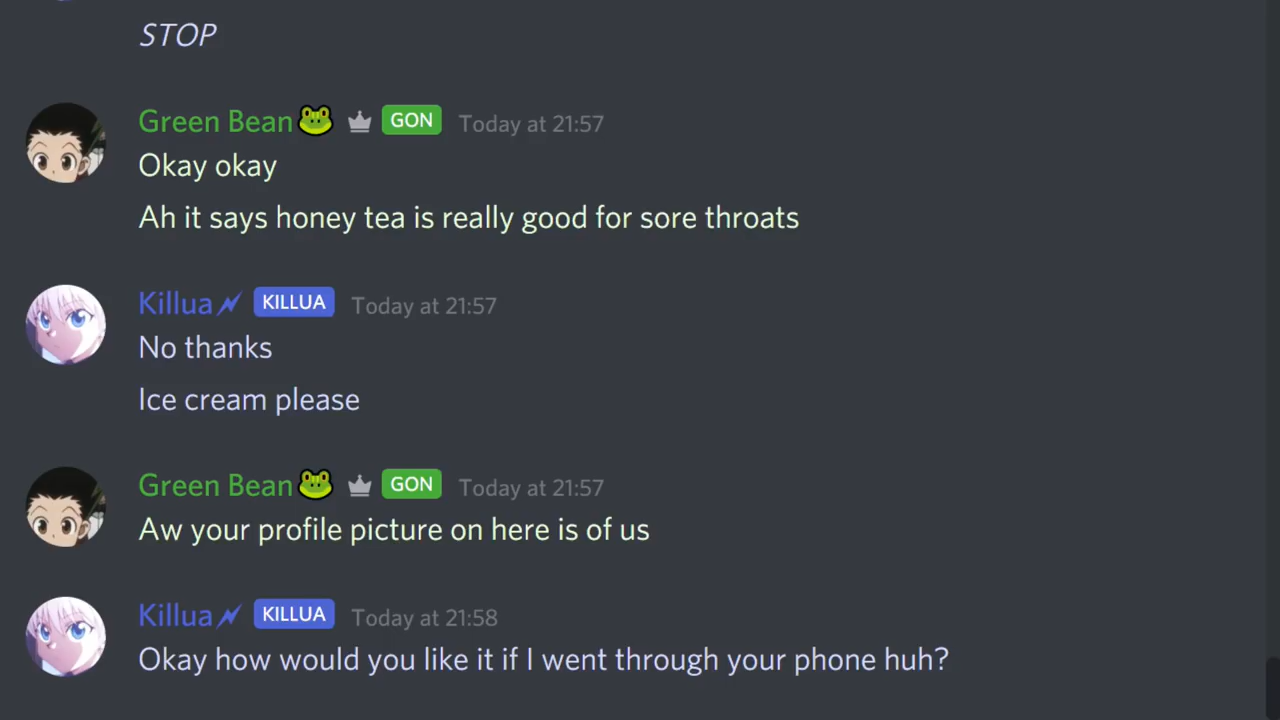 STOP
Green Bean🐸 GON Today at 21:57
Okay okay
Ah it says honey tea is really good for sore throats
Killua KILLUA Today at 21:57
No thanks
Ice cream please
Green Bean🐸 GON Today at 21:57
Aw your profile picture on here is of us
Killua KILLUA Today at 21:58
Okay how would you like it if I went through your phone huh?